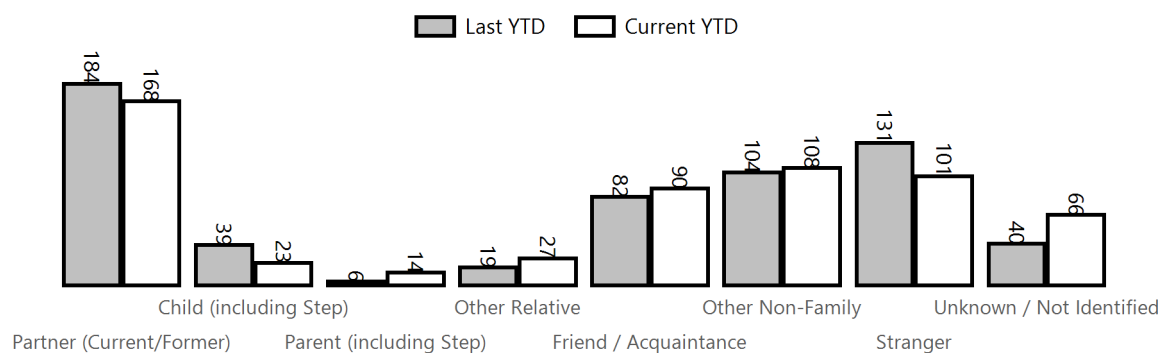 Last YTD Current YTD
184 168 39 23 6 14 19 27 82 90 104 108 131 101 40 66
Child (including Step) Other Relative Other Non-Family Unknown / Not Identified
Partner (Current/Former) Parent (including Step) Friend / Acquaintance Stranger